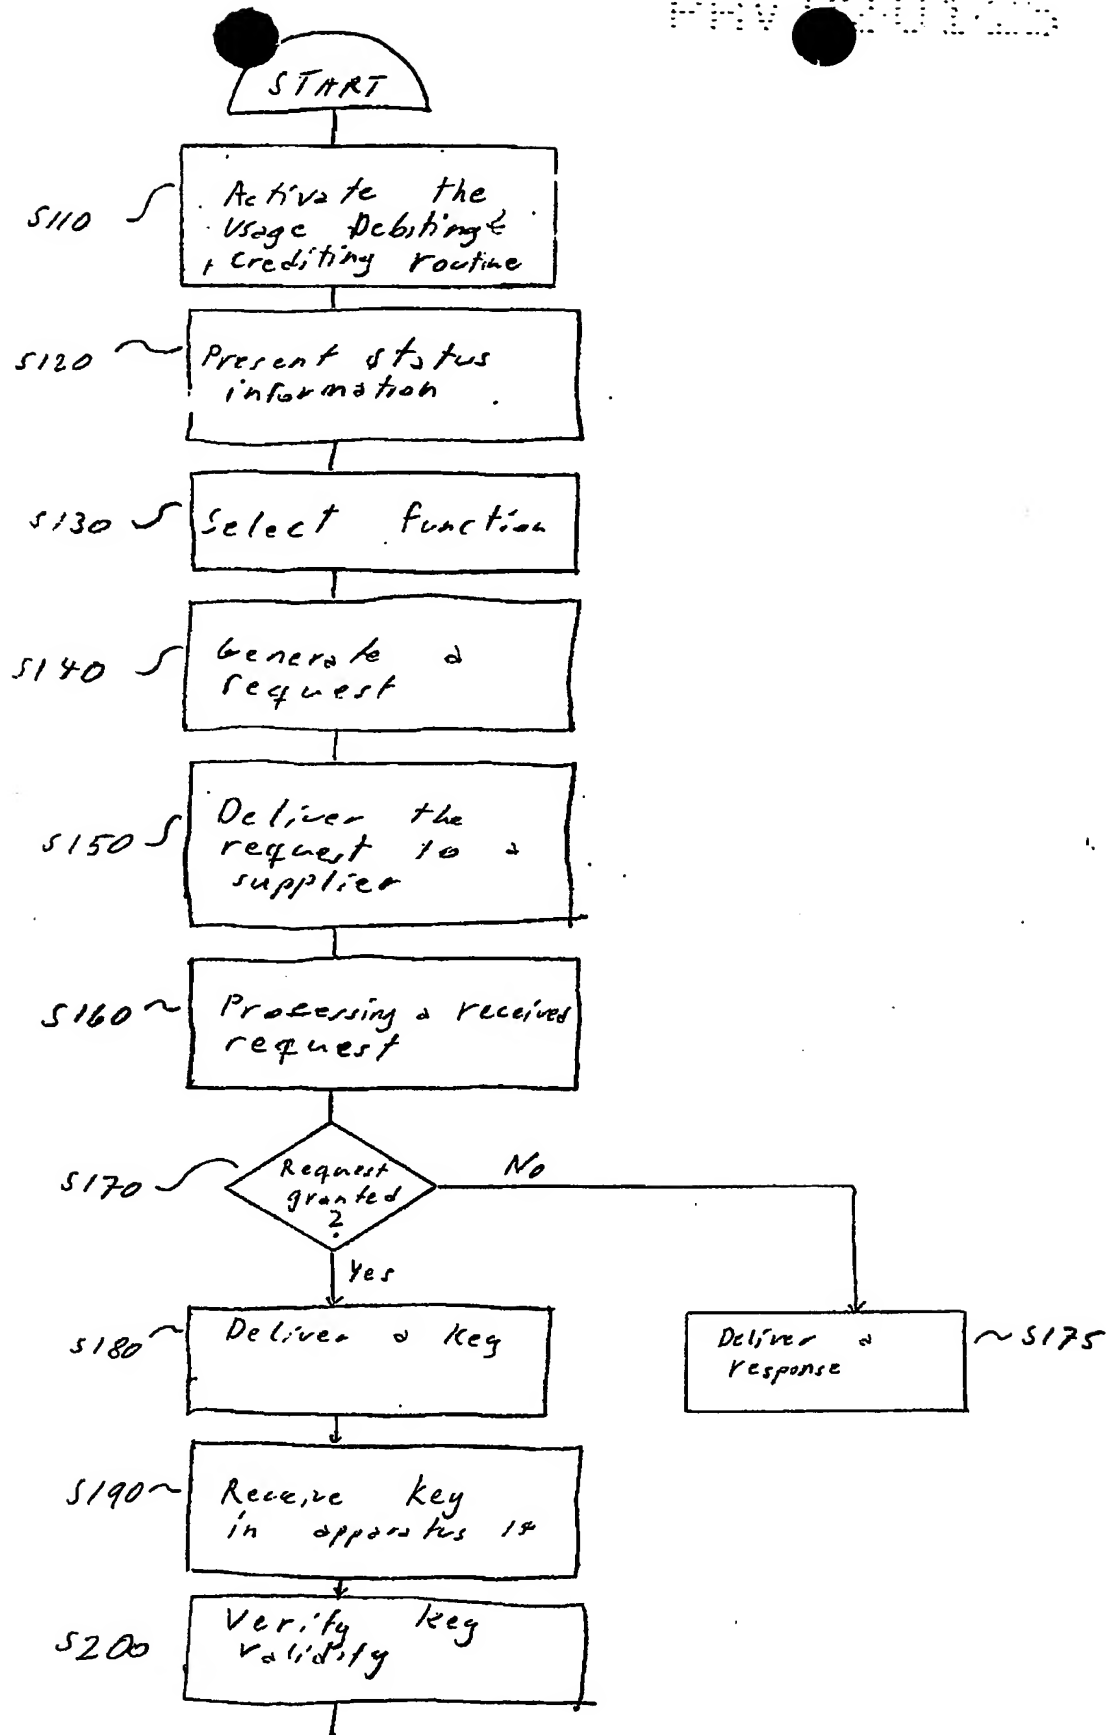 START
S110
Activate the
Usage Debiting &
Crediting routine
S120
Present status
information
S130
Select function
S140
Generate a
request
S150
Deliver the
request to a
supplier
S160
Processing a received
request
S170
Request
granted
?
No
Yes
S180
Deliver a key
Deliver a
response
S175
S190
Receive key
in apparatus 14
S200
Verify key
validity